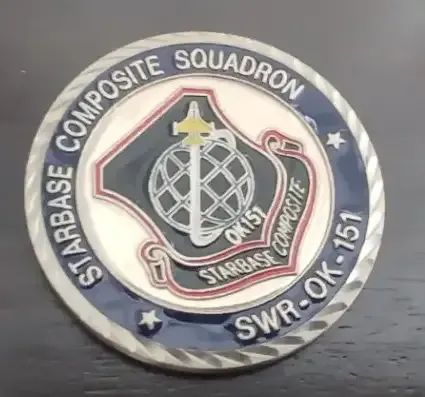 STARBASE COMPOSITE SQUADRON
OK151
STARBASE COMPOSITE
SWR-OK-151